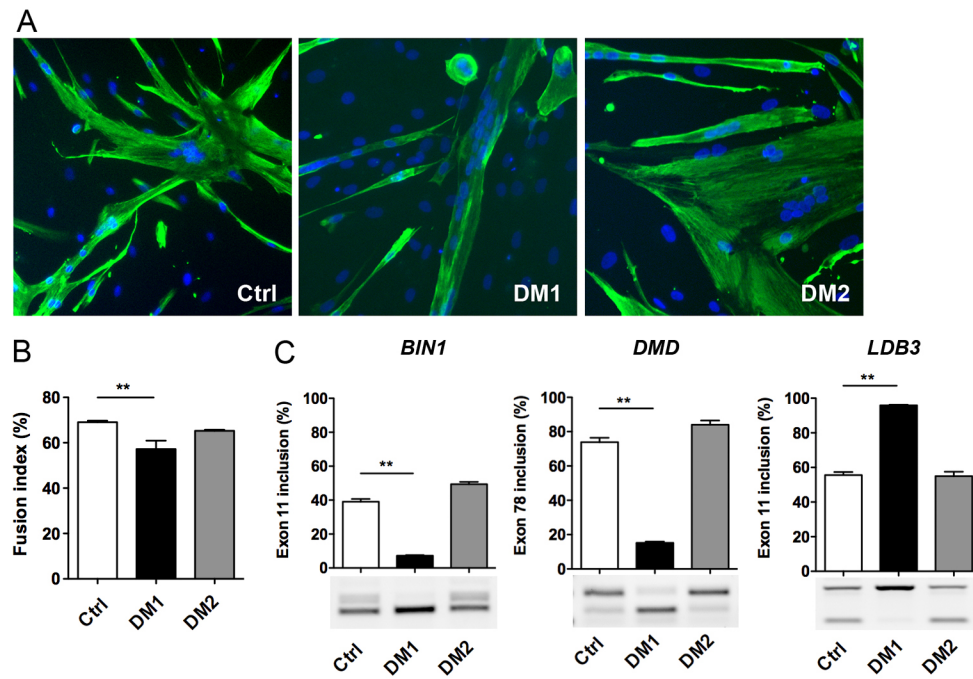 A
Ctrl
DM1
DM2
B
Fusion index (%)
80
60
40
20
0
**
Ctrl
DM1
DM2
C
BIN1
Exon 11 inclusion (%)
100
80
60
40
20
0
**
Ctrl
DM1
DM2
DMD
Exon 78 inclusion (%)
100
80
60
40
20
0
**
Ctrl
DM1
DM2
LDB3
Exon 11 inclusion (%)
100
80
60
40
20
0
**
Ctrl
DM1
DM2